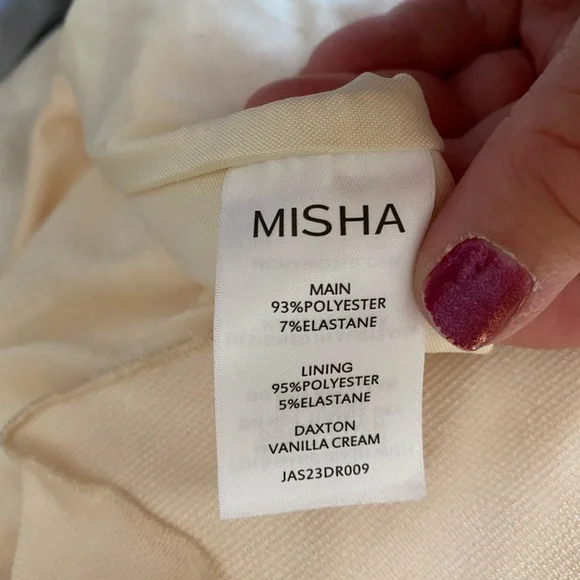 MISHA
MAIN
93%POLYESTER
7%ELASTANE
LINING
95%POLYESTER
5%ELASTANE
DAXTON
VANILLA CREAM
JAS23DR009